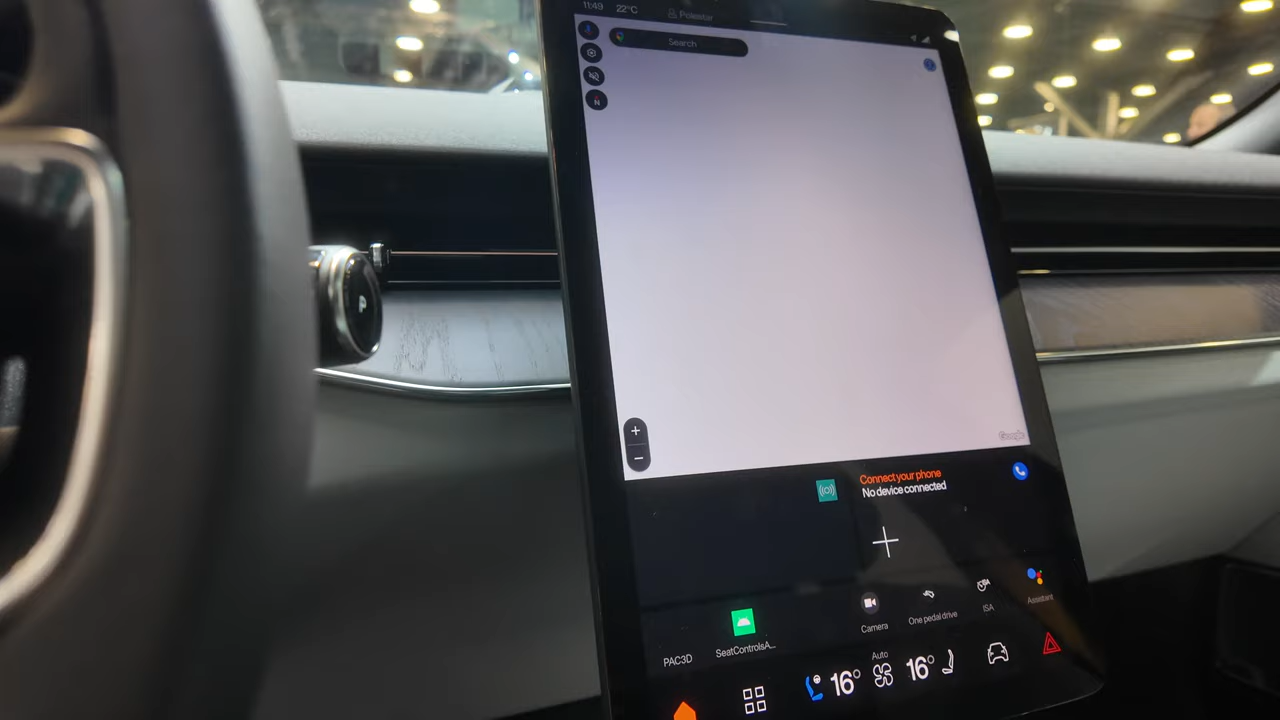 11:49 22°C Polestar
Search
+
−
Google
Connect your phone
No device connected
PAC3D
SeatControlsA...
Camera
One pedal drive
ISA
Assistant
16°
Auto
16°